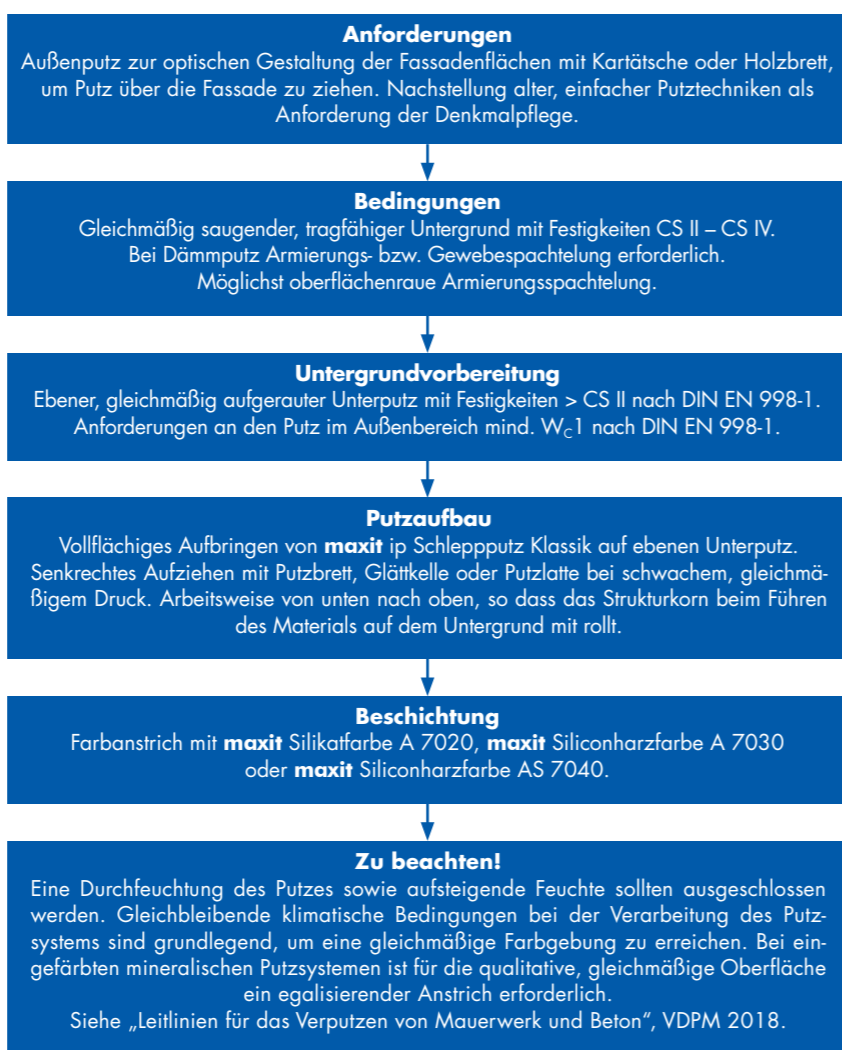 Anforderungen
Außenputz zur optischen Gestaltung der Fassadenflächen mit Kartätsche oder Holzbrett,
um Putz über die Fassade zu ziehen. Nachstellung alter, einfacher Putztechniken als
Anforderung der Denkmalpflege.
Bedingungen
Gleichmäßig saugender, tragfähiger Untergrund mit Festigkeiten CS II – CS IV.
Bei Dämmputz Armierungs- bzw. Gewebespachtelung erforderlich.
Möglichst oberflächenraue Armierungsspachtelung.
Untergrundvorbereitung
Ebener, gleichmäßig aufgerauter Unterputz mit Festigkeiten > CS II nach DIN EN 998-1.
Anforderungen an den Putz im Außenbereich mind. W_C1 nach DIN EN 998-1.
Putzaufbau
Vollflächiges Aufbringen von maxit ip Schleppputz Klassik auf ebenen Unterputz.
Senkrechtes Aufziehen mit Putzbrett, Glättkelle oder Putzlatte bei schwachem, gleichmä-
ßigem Druck. Arbeitsweise von unten nach oben, so dass das Strukturkorn beim Führen
des Materials auf dem Untergrund mit rollt.
Beschichtung
Farbanstrich mit maxit Silikatfarbe A 7020, maxit Siliconharzfarbe A 7030
oder maxit Siliconharzfarbe AS 7040.
Zu beachten!
Eine Durchfeuchtung des Putzes sowie aufsteigende Feuchte sollten ausgeschlossen
werden. Gleichbleibende klimatische Bedingungen bei der Verarbeitung des Putz-
systems sind grundlegend, um eine gleichmäßige Farbgebung zu erreichen. Bei ein-
gefärbten mineralischen Putzsystemen ist für die qualitative, gleichmäßige Oberfläche
ein egalisierender Anstrich erforderlich.
Siehe „Leitlinien für das Verputzen von Mauerwerk und Beton“, VDPM 2018.